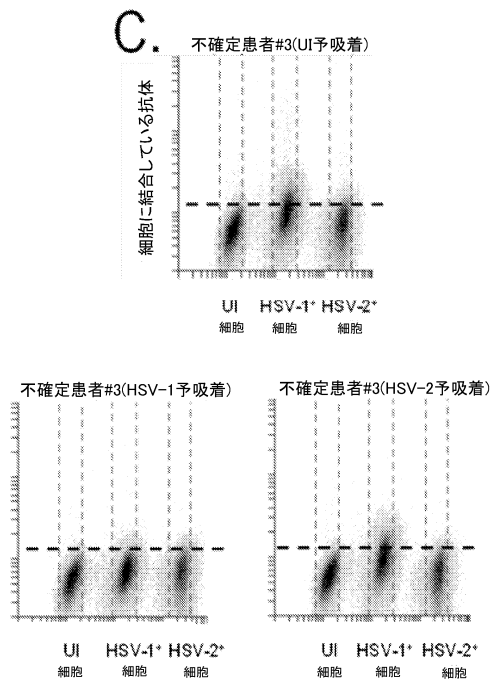 C.
不確定患者#3(UI予吸着)
細胞に結合している抗体
UI HSV-1⁺ HSV-2⁺
細胞 細胞 細胞
不確定患者#3(HSV-1予吸着)
UI HSV-1⁺ HSV-2⁺
細胞 細胞 細胞
不確定患者#3(HSV-2予吸着)
UI HSV-1⁺ HSV-2⁺
細胞 細胞 細胞